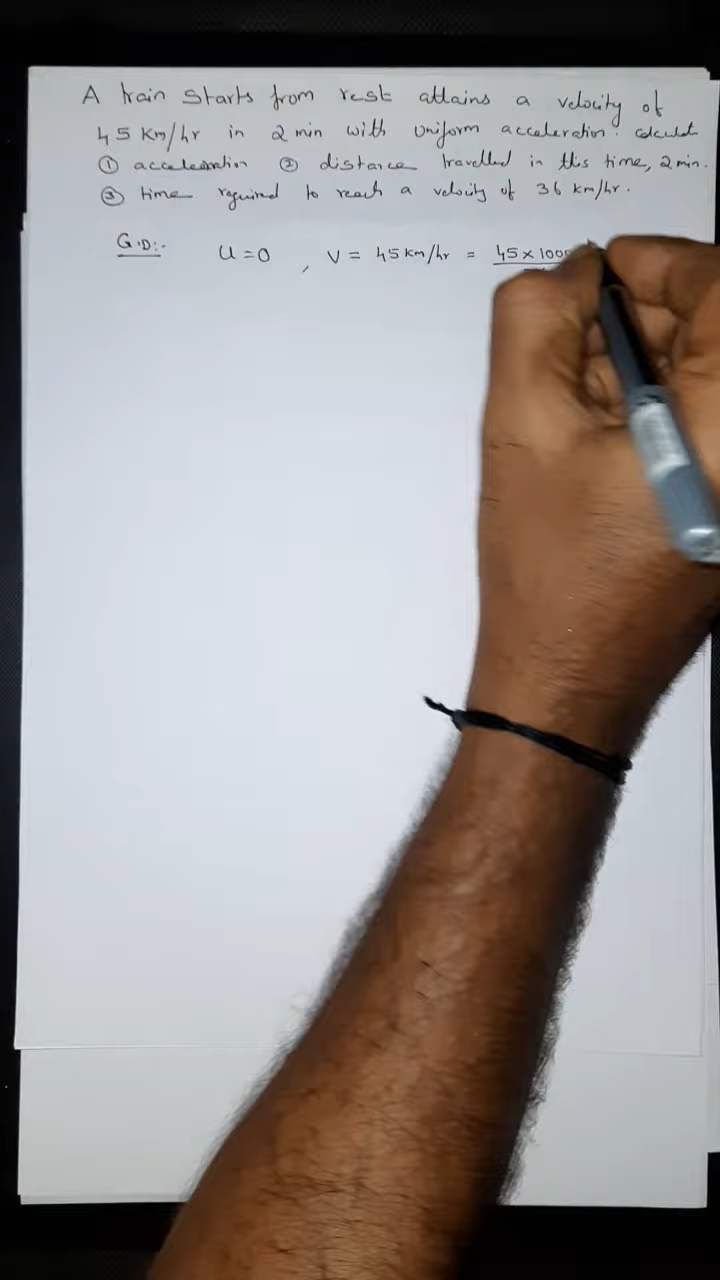 A train starts from rest attains a velocity of
45 Km/hr in 2 min with uniform acceleration.
① acceleration ② distance travelled in this time, 2 min.
③ time required to reach a velocity of 36 km/hr.
G.D:- U = 0 , V = 45 km/hr = 45 × 100